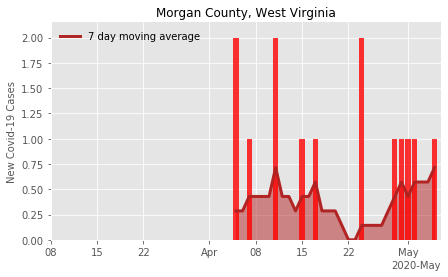 Morgan County, West Virginia
7 day moving average
New Covid-19 Cases
2.00
1.75
1.50
1.25
1.00
0.75
0.50
0.25
0.00
08 15 22 Apr 08 15 22 May
2020-May